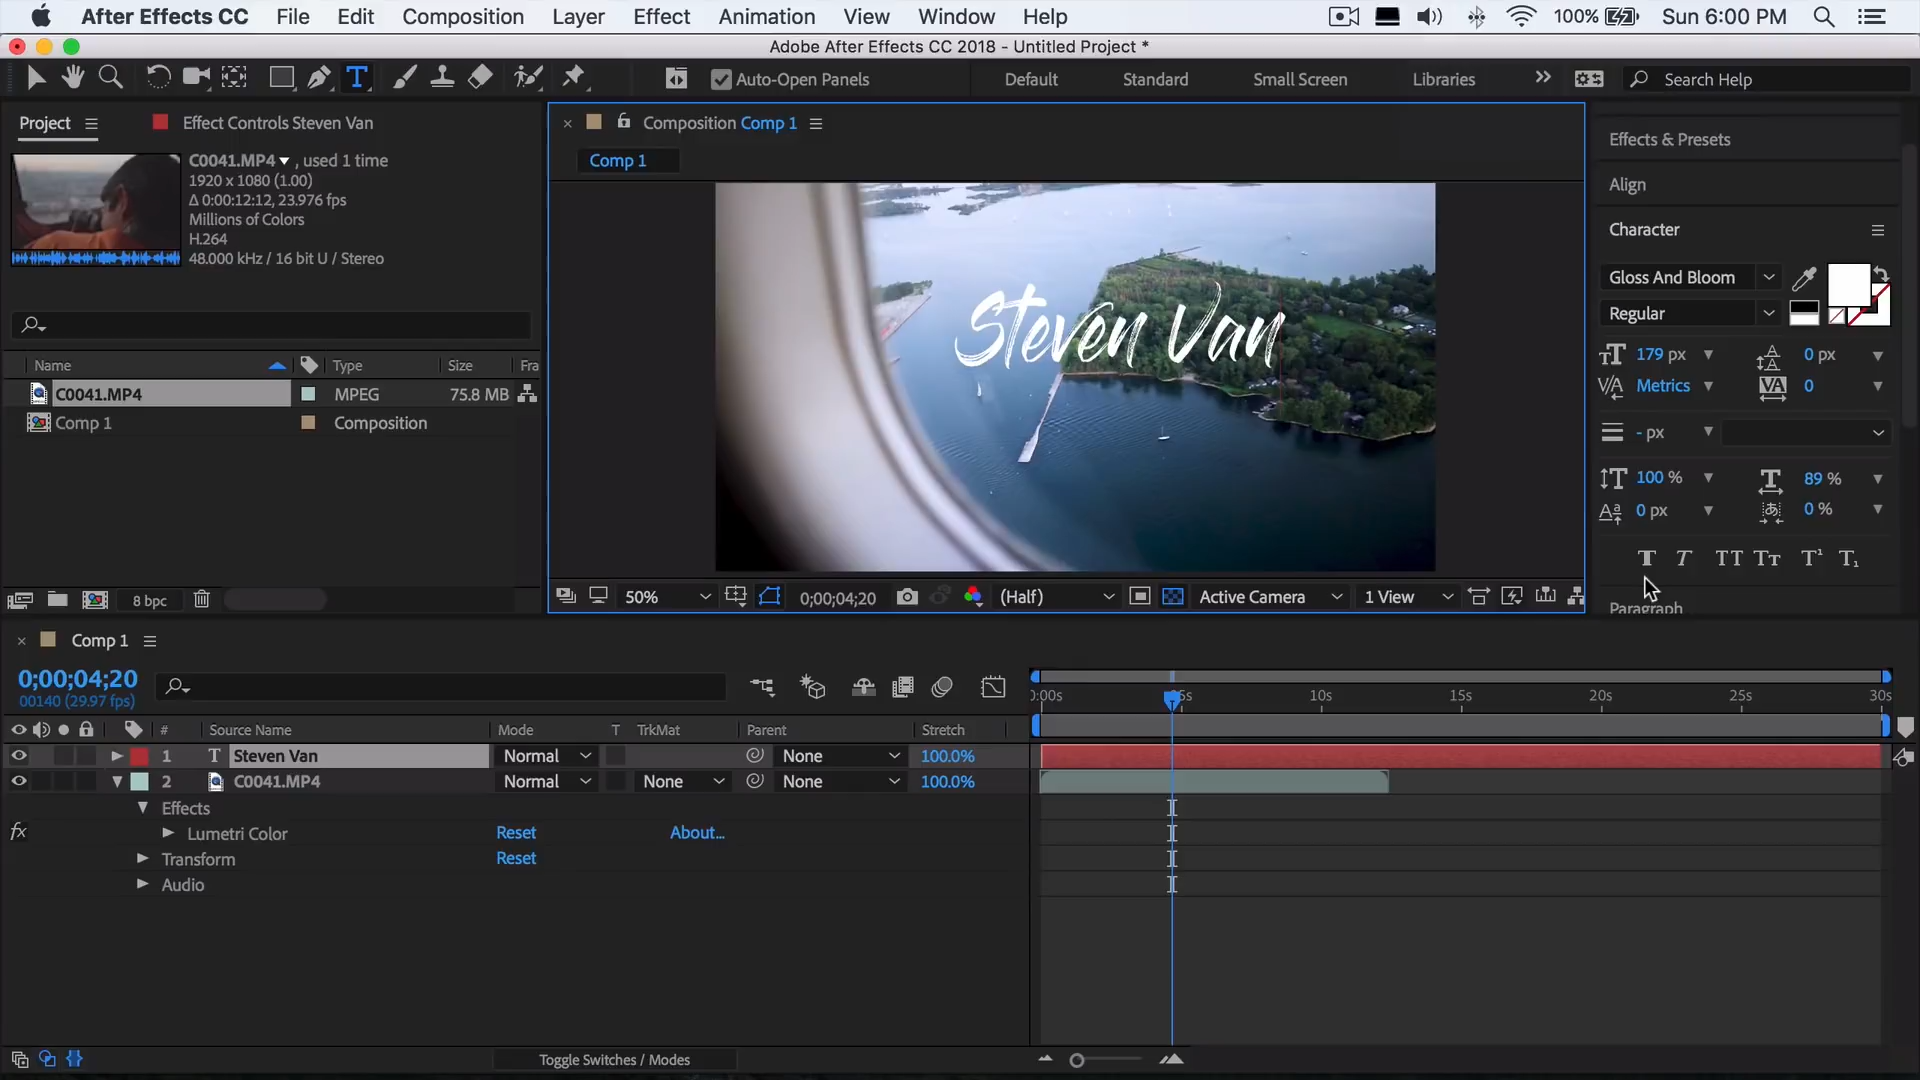 After Effects CC File Edit Composition Layer Effect Animation View Window Help 100% Sun 6:00 PM
Adobe After Effects CC 2018 - Untitled Project *
Auto-Open Panels Default Standard Small Screen Libraries Search Help
Project Effect Controls Steven Van
C0041.MP4 , used 1 time
1920 x 1080 (1.00)
Δ 0:00:12:12, 23.976 fps
Millions of Colors
H.264
48.000 kHz / 16 bit U / Stereo
Name Type Size Fra
C0041.MP4 MPEG 75.8 MB
Comp 1 Composition
8 bpc
Composition Comp 1
Comp 1
Steven Van
50% 0;00;04;20 (Half) Active Camera 1 View
Effects & Presets
Align
Character
Gloss And Bloom
Regular
179 px 0 px
Metrics 0
- px
100 % 89 %
0 px 0 %
T T TT Tt T¹ T₁
Paragraph
Comp 1
0;00;04;20
00140 (29.97 fps)
0:00s 05s 10s 15s 20s 25s 30s
# Source Name Mode T TrkMat Parent Stretch
1 T Steven Van Normal None 100.0%
2 C0041.MP4 Normal None None 100.0%
Effects
fx Lumetri Color Reset About...
Transform Reset
Audio
Toggle Switches / Modes